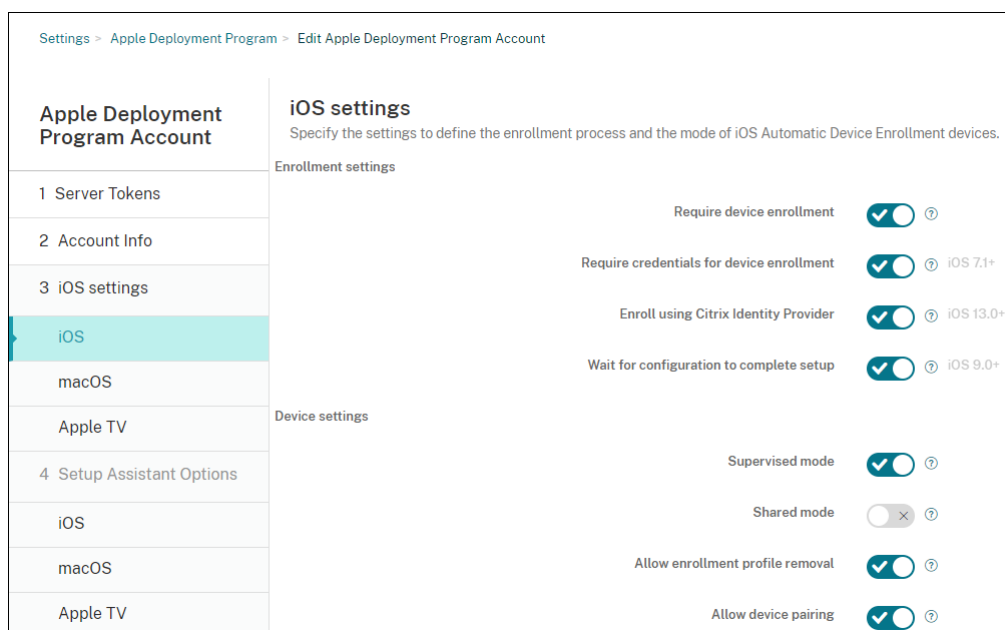 Settings > Apple Deployment Program > Edit Apple Deployment Program Account
Apple Deployment
Program Account
1 Server Tokens
2 Account Info
3 iOS settings
iOS
macOS
Apple TV
4 Setup Assistant Options
iOS
macOS
Apple TV
iOS settings
Specify the settings to define the enrollment process and the mode of iOS Automatic Device Enrollment devices.
Enrollment settings
Require device enrollment ?
Require credentials for device enrollment ? iOS 7.1+
Enroll using Citrix Identity Provider ? iOS 13.0+
Wait for configuration to complete setup ? iOS 9.0+
Device settings
Supervised mode ?
Shared mode ?
Allow enrollment profile removal ?
Allow device pairing ?